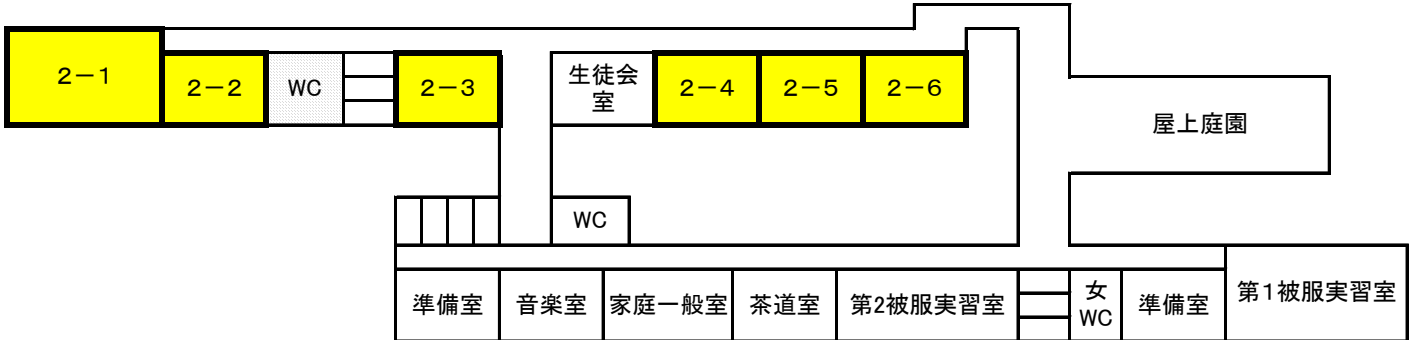 2-1
2-2
WC
2-3
生徒会
室
2-4
2-5
2-6
屋上庭園
WC
準備室
音楽室
家庭一般室
茶道室
第2被服実習室
女
WC
準備室
第1被服実習室